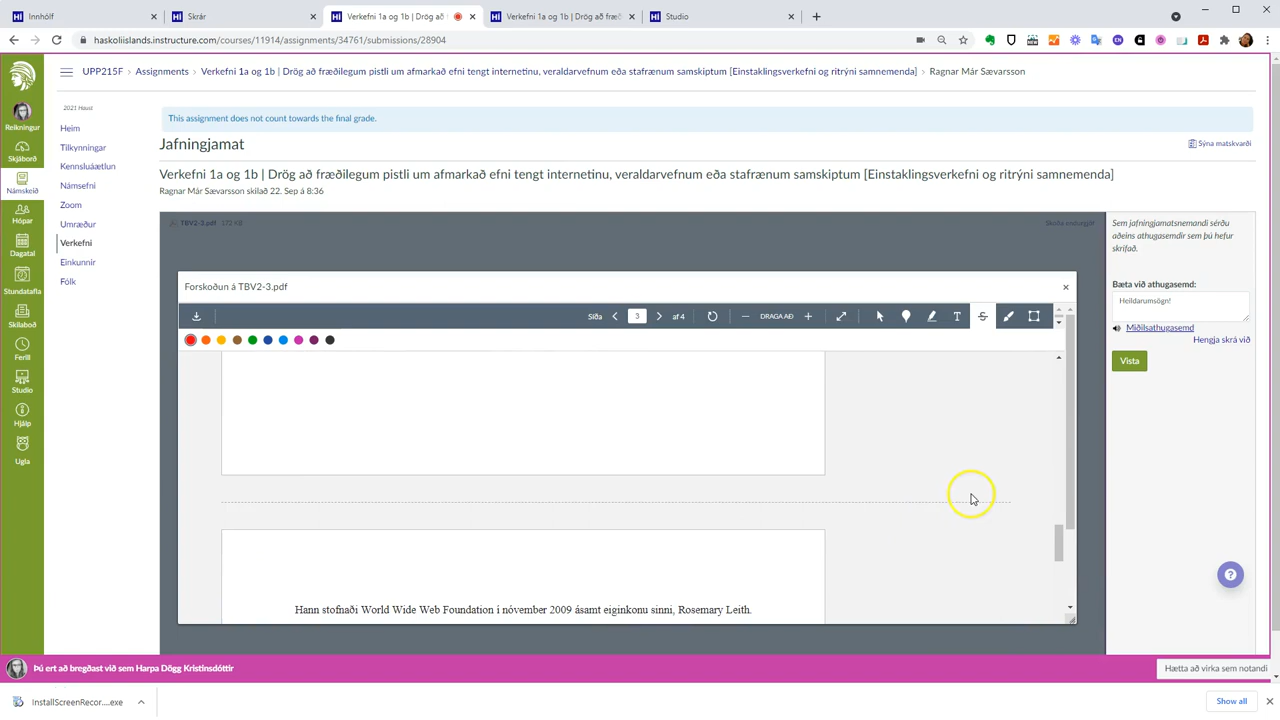 Innhólf
Skrár
Verkefni 1a og 1b | Drög að
Verkefni 1a og 1b | Drög að fræð
Studio
haskoliislands.instructure.com/courses/11914/assignments/34761/submissions/28904
UPP215F > Assignments > Verkefni 1a og 1b | Drög að fræðilegum pistli um afmarkað efni tengt internetinu, veraldarvefnum eða stafrænum samskiptum [Einstaklingsverkefni og ritrýni samnemenda] > Ragnar Már Sævarsson
2021 Haust
Heim
Tilkynningar
Kennsluáætlun
Námsefni
Zoom
Umræður
Verkefni
Einkunnir
Fólk
Reikningur
Skjáborð
Námskeið
Hópar
Dagatal
Stundatafla
Skilaboð
Ferill
Studio
Hjálp
Ugla
This assignment does not count towards the final grade.
Jafningjamat
Sýna matskvarði
Verkefni 1a og 1b | Drög að fræðilegum pistli um afmarkað efni tengt internetinu, veraldarvefnum eða stafrænum samskiptum [Einstaklingsverkefni og ritrýni samnemenda]
Ragnar Már Sævarsson skilað 22. Sep á 8:36
TBV2-3.pdf 173 KB
Skoða endurgjöf
Forskoðun á TBV2-3.pdf
Síða 3 af 4
DRAGA AÐ
Hann stofnaði World Wide Web Foundation í nóvember 2009 ásamt eiginkonu sinni, Rosemary Leith.
Sem jafningjamatsnemandi sérðu
aðeins athugasemdir sem þú hefur
skrifað.
Bæta við athugasemd:
Heildarumsögn!
Miðilsathugasemd
Hengja skrá við
Vista
Þú ert að bregðast við sem Harpa Dögg Kristinsdóttir
Hætta að virka sem notandi
InstallScreenRecor....exe
Show all